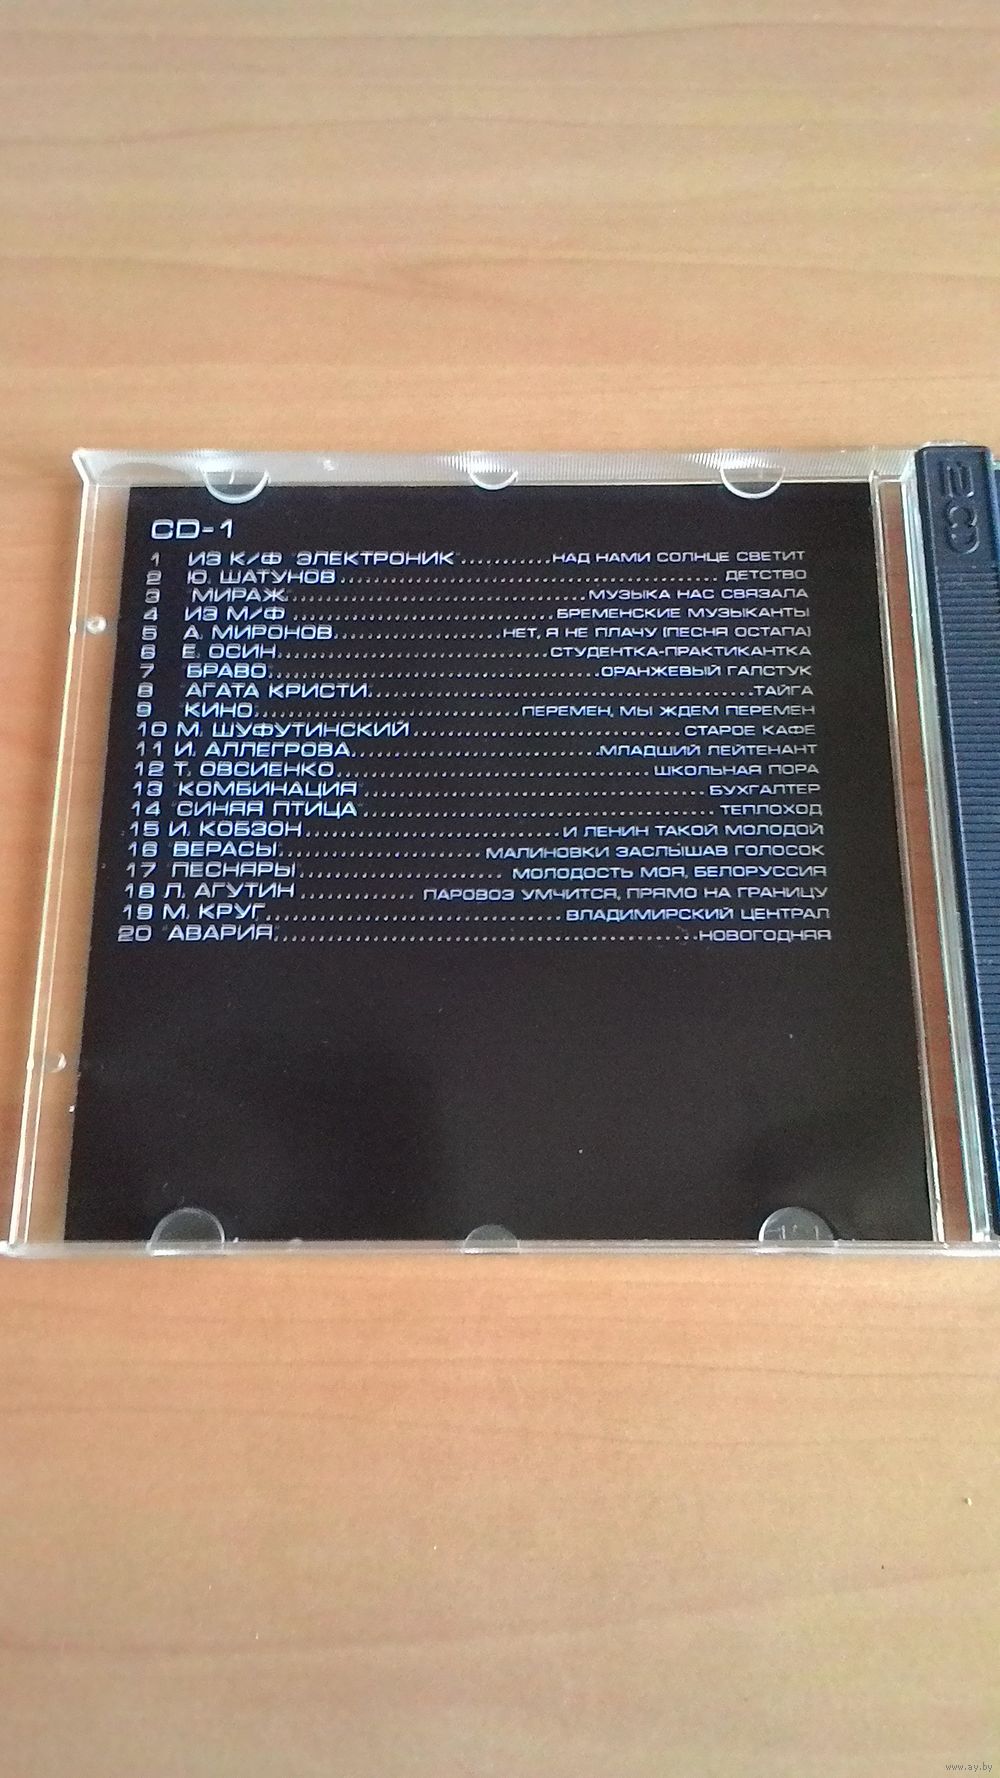 CD-1
1 ИЗ К/Ф "ЭЛЕКТРОНИК"..........НАД НАМИ СОЛНЦЕ СВЕТИТ
2 Ю. ШАТУНОВ..........ДЕТСТВО
3 "МИРАЖ"..........МУЗЫКА НАС СВЯЗАЛА
4 ИЗ М/Ф..........БРЕМЕНСКИЕ МУЗЫКАНТЫ
5 А. МИРОНОВ..........НЕТ, Я НЕ ПЛАЧУ (ПЕСНЯ ОСТАПА)
6 Е. ОСИН..........СТУДЕНТКА-ПРАКТИКАНТКА
7 "БРАВО"..........ОРАНЖЕВЫЙ ГАЛСТУК
8 "АГАТА КРИСТИ"..........ТАЙГА
9 "КИНО"..........ПЕРЕМЕН, МЫ ЖДЕМ ПЕРЕМЕН
10 М. ШУФУТИНСКИЙ..........СТАРОЕ КАФЕ
11 И. АЛЛЕГРОВА..........МЛАДШИЙ ЛЕЙТЕНАНТ
12 Т. ОВСИЕНКО..........ШКОЛЬНАЯ ПОРА
13 "КОМБИНАЦИЯ"..........БУХГАЛТЕР
14 "СИНЯЯ ПТИЦА"..........ТЕПЛОХОД
15 И. КОБЗОН..........И ЛЕНИН ТАКОЙ МОЛОДОЙ
16 "ВЕРАСЫ"..........МАЛИНОВКИ ЗАСЛЫШАВ ГОЛОСОК
17 "ПЕСНЯРЫ"..........МОЛОДОСТЬ МОЯ, БЕЛОРУССИЯ
18 Л. АГУТИН..........ПАРОВОЗ УМЧИТСЯ, ПРЯМО НА ГРАНИЦУ
19 М. КРУГ..........ВЛАДИМИРСКИЙ ЦЕНТРАЛ
20 "АВАРИЯ"..........НОВОГОДНЯЯ
www.ay.by